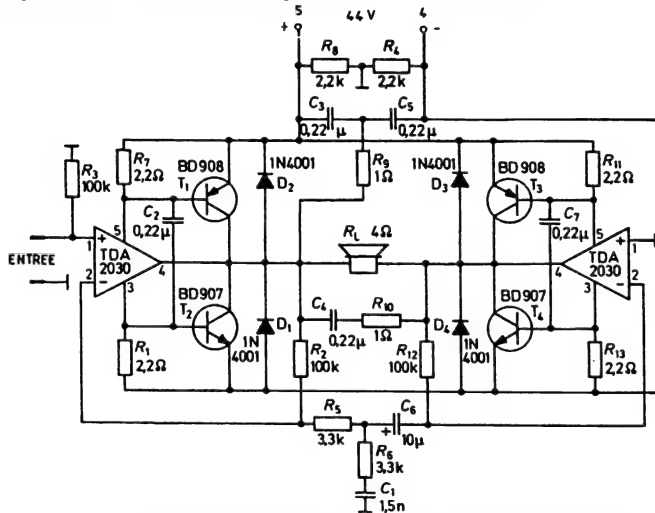 5 44 V 4
+ -
R8 R4
2,2k 2,2k
C3 C5
0,22µ 0,22µ
R3
100k
R7
2,2Ω
BD908
T1
1N4001
D2
R9
1Ω
1N4001
D3
BD908
T3
R11
2,2Ω
C2
0,22µ
C7
0,22µ
ENTREE
1 + 5
TDA
2030
2 - 3
4
RL 4Ω
4
5 + 1
TDA
2030
3 - 2
BD907
T2
D1
1N
4001
C4
0,22µ
R10
1Ω
D4
1N
4001
BD907
T4
R1
2,2Ω
R2
100k
R12
100k
R13
2,2Ω
R5
3,3k
+
C6
10µ
R6
3,3k
C1
1,5n